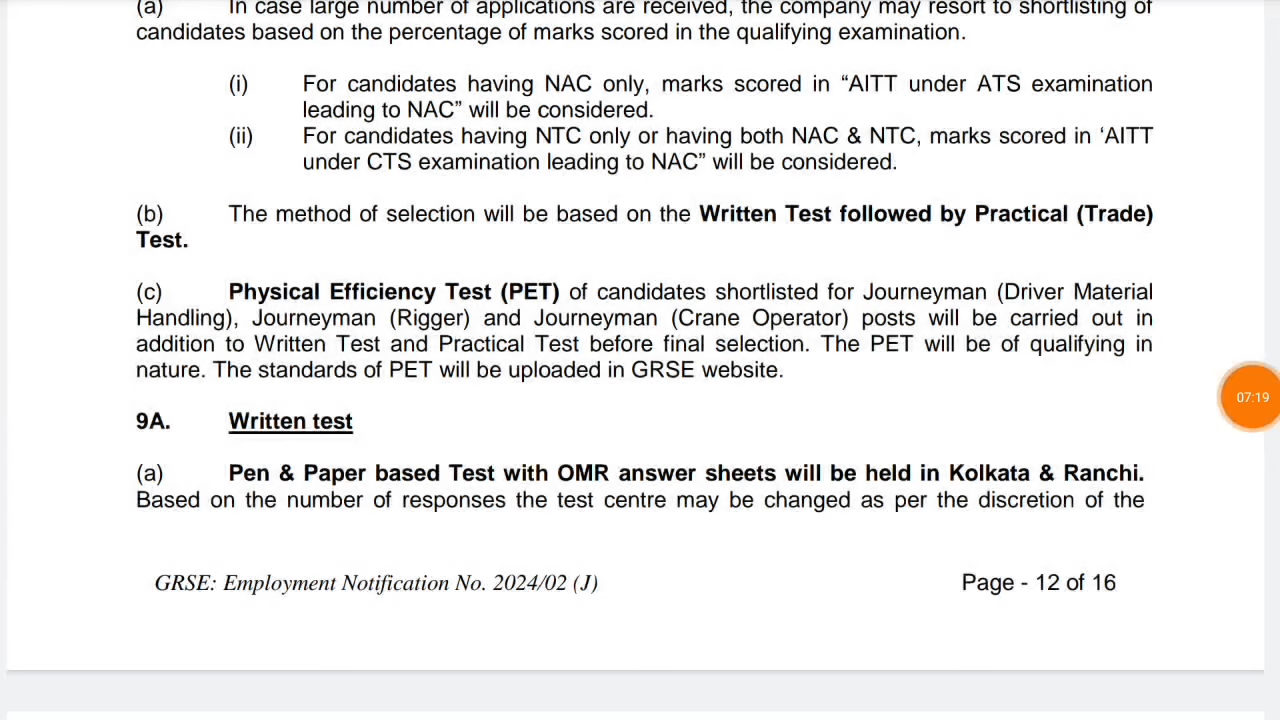 (a) In case large number of applications are received, the company may resort to shortlisting of
candidates based on the percentage of marks scored in the qualifying examination.
(i) For candidates having NAC only, marks scored in “AITT under ATS examination
leading to NAC” will be considered.
(ii) For candidates having NTC only or having both NAC & NTC, marks scored in ‘AITT
under CTS examination leading to NAC” will be considered.
(b) The method of selection will be based on the Written Test followed by Practical (Trade)
Test.
(c) Physical Efficiency Test (PET) of candidates shortlisted for Journeyman (Driver Material
Handling), Journeyman (Rigger) and Journeyman (Crane Operator) posts will be carried out in
addition to Written Test and Practical Test before final selection. The PET will be of qualifying in
nature. The standards of PET will be uploaded in GRSE website.
07:19
9A. Written test
(a) Pen & Paper based Test with OMR answer sheets will be held in Kolkata & Ranchi.
Based on the number of responses the test centre may be changed as per the discretion of the
GRSE: Employment Notification No. 2024/02 (J) Page - 12 of 16